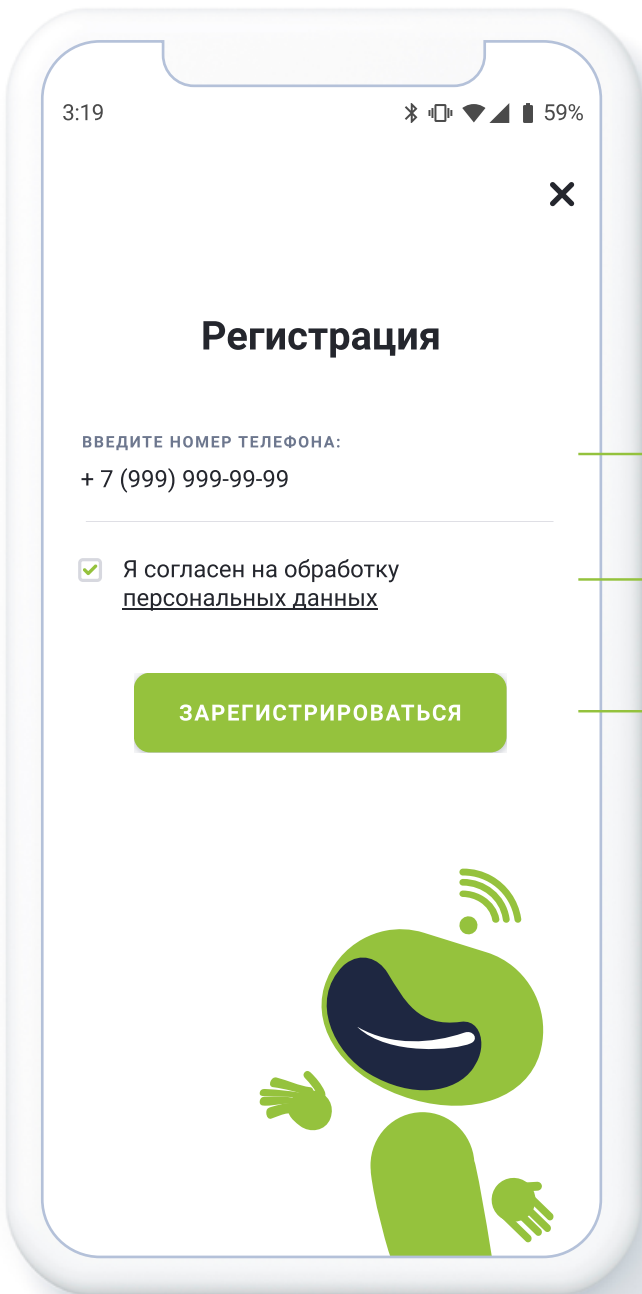 3:19
59%
Регистрация
ВВЕДИТЕ НОМЕР ТЕЛЕФОНА:
+ 7 (999) 999-99-99
Я согласен на обработку
персональных данных
ЗАРЕГИСТРИРОВАТЬСЯ